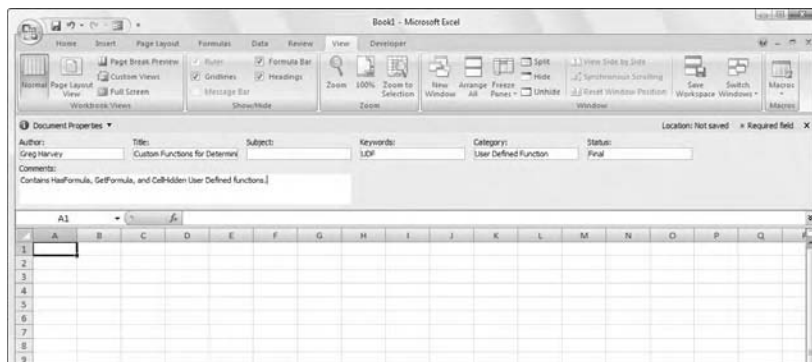 Book1 - Microsoft Excel
Home Insert Page Layout Formulas Data Review View Developer
Normal Page Layout View Page Break Preview Custom Views Full Screen
Workbook Views
Ruler Gridlines Message Bar Formula Bar Headings
Show/Hide
Zoom 100% Zoom to Selection
Zoom
New Window Arrange All Freeze Panes Split Hide Unhide View Side by Side Synchronous Scrolling Reset Window Position Save Workspace Switch Windows
Window
Macros
Macros
Document Properties Location: Not saved * Required field
Author: Title: Subject: Keywords: Category: Status:
Greg Harvey Custom Functions for Determini UDF User Defined Function Final
Comments:
Contains HasFormula, GetFormula, and CellHidden User Defined functions.
A1 fx
A B C D E F G H I J K L M N O P Q
1
2
3
4
5
6
7
8
9